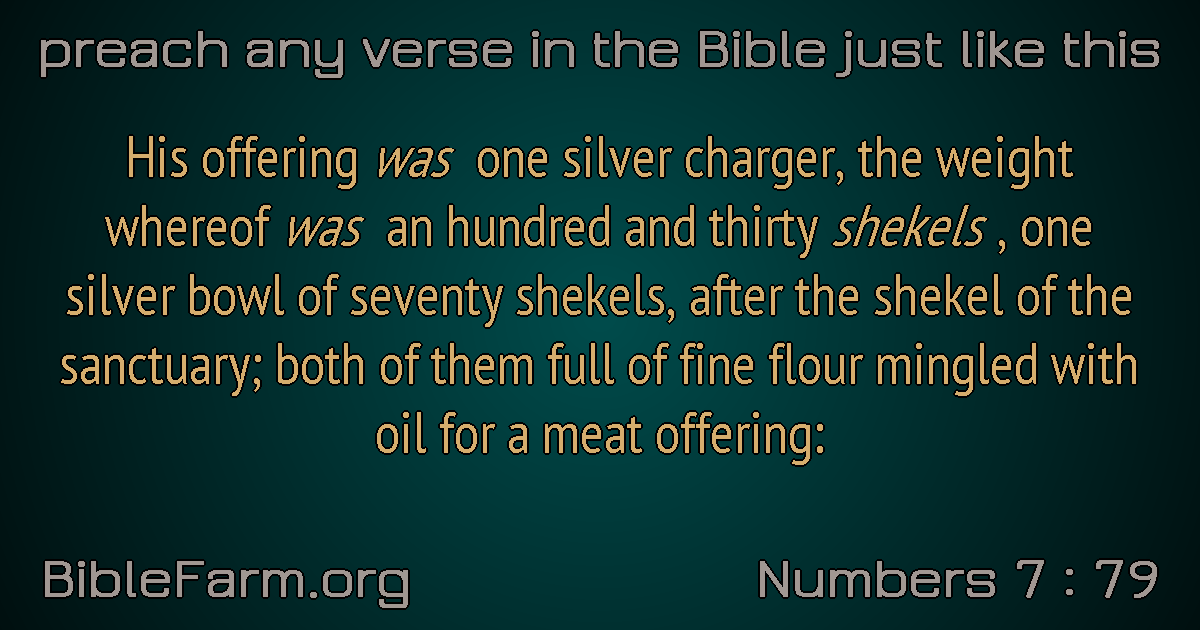 preach any verse in the Bible just like this
His offering was one silver charger, the weight
whereof was an hundred and thirty shekels , one
silver bowl of seventy shekels, after the shekel of the
sanctuary; both of them full of fine flour mingled with
oil for a meat offering:
BibleFarm.org
Numbers 7 : 79